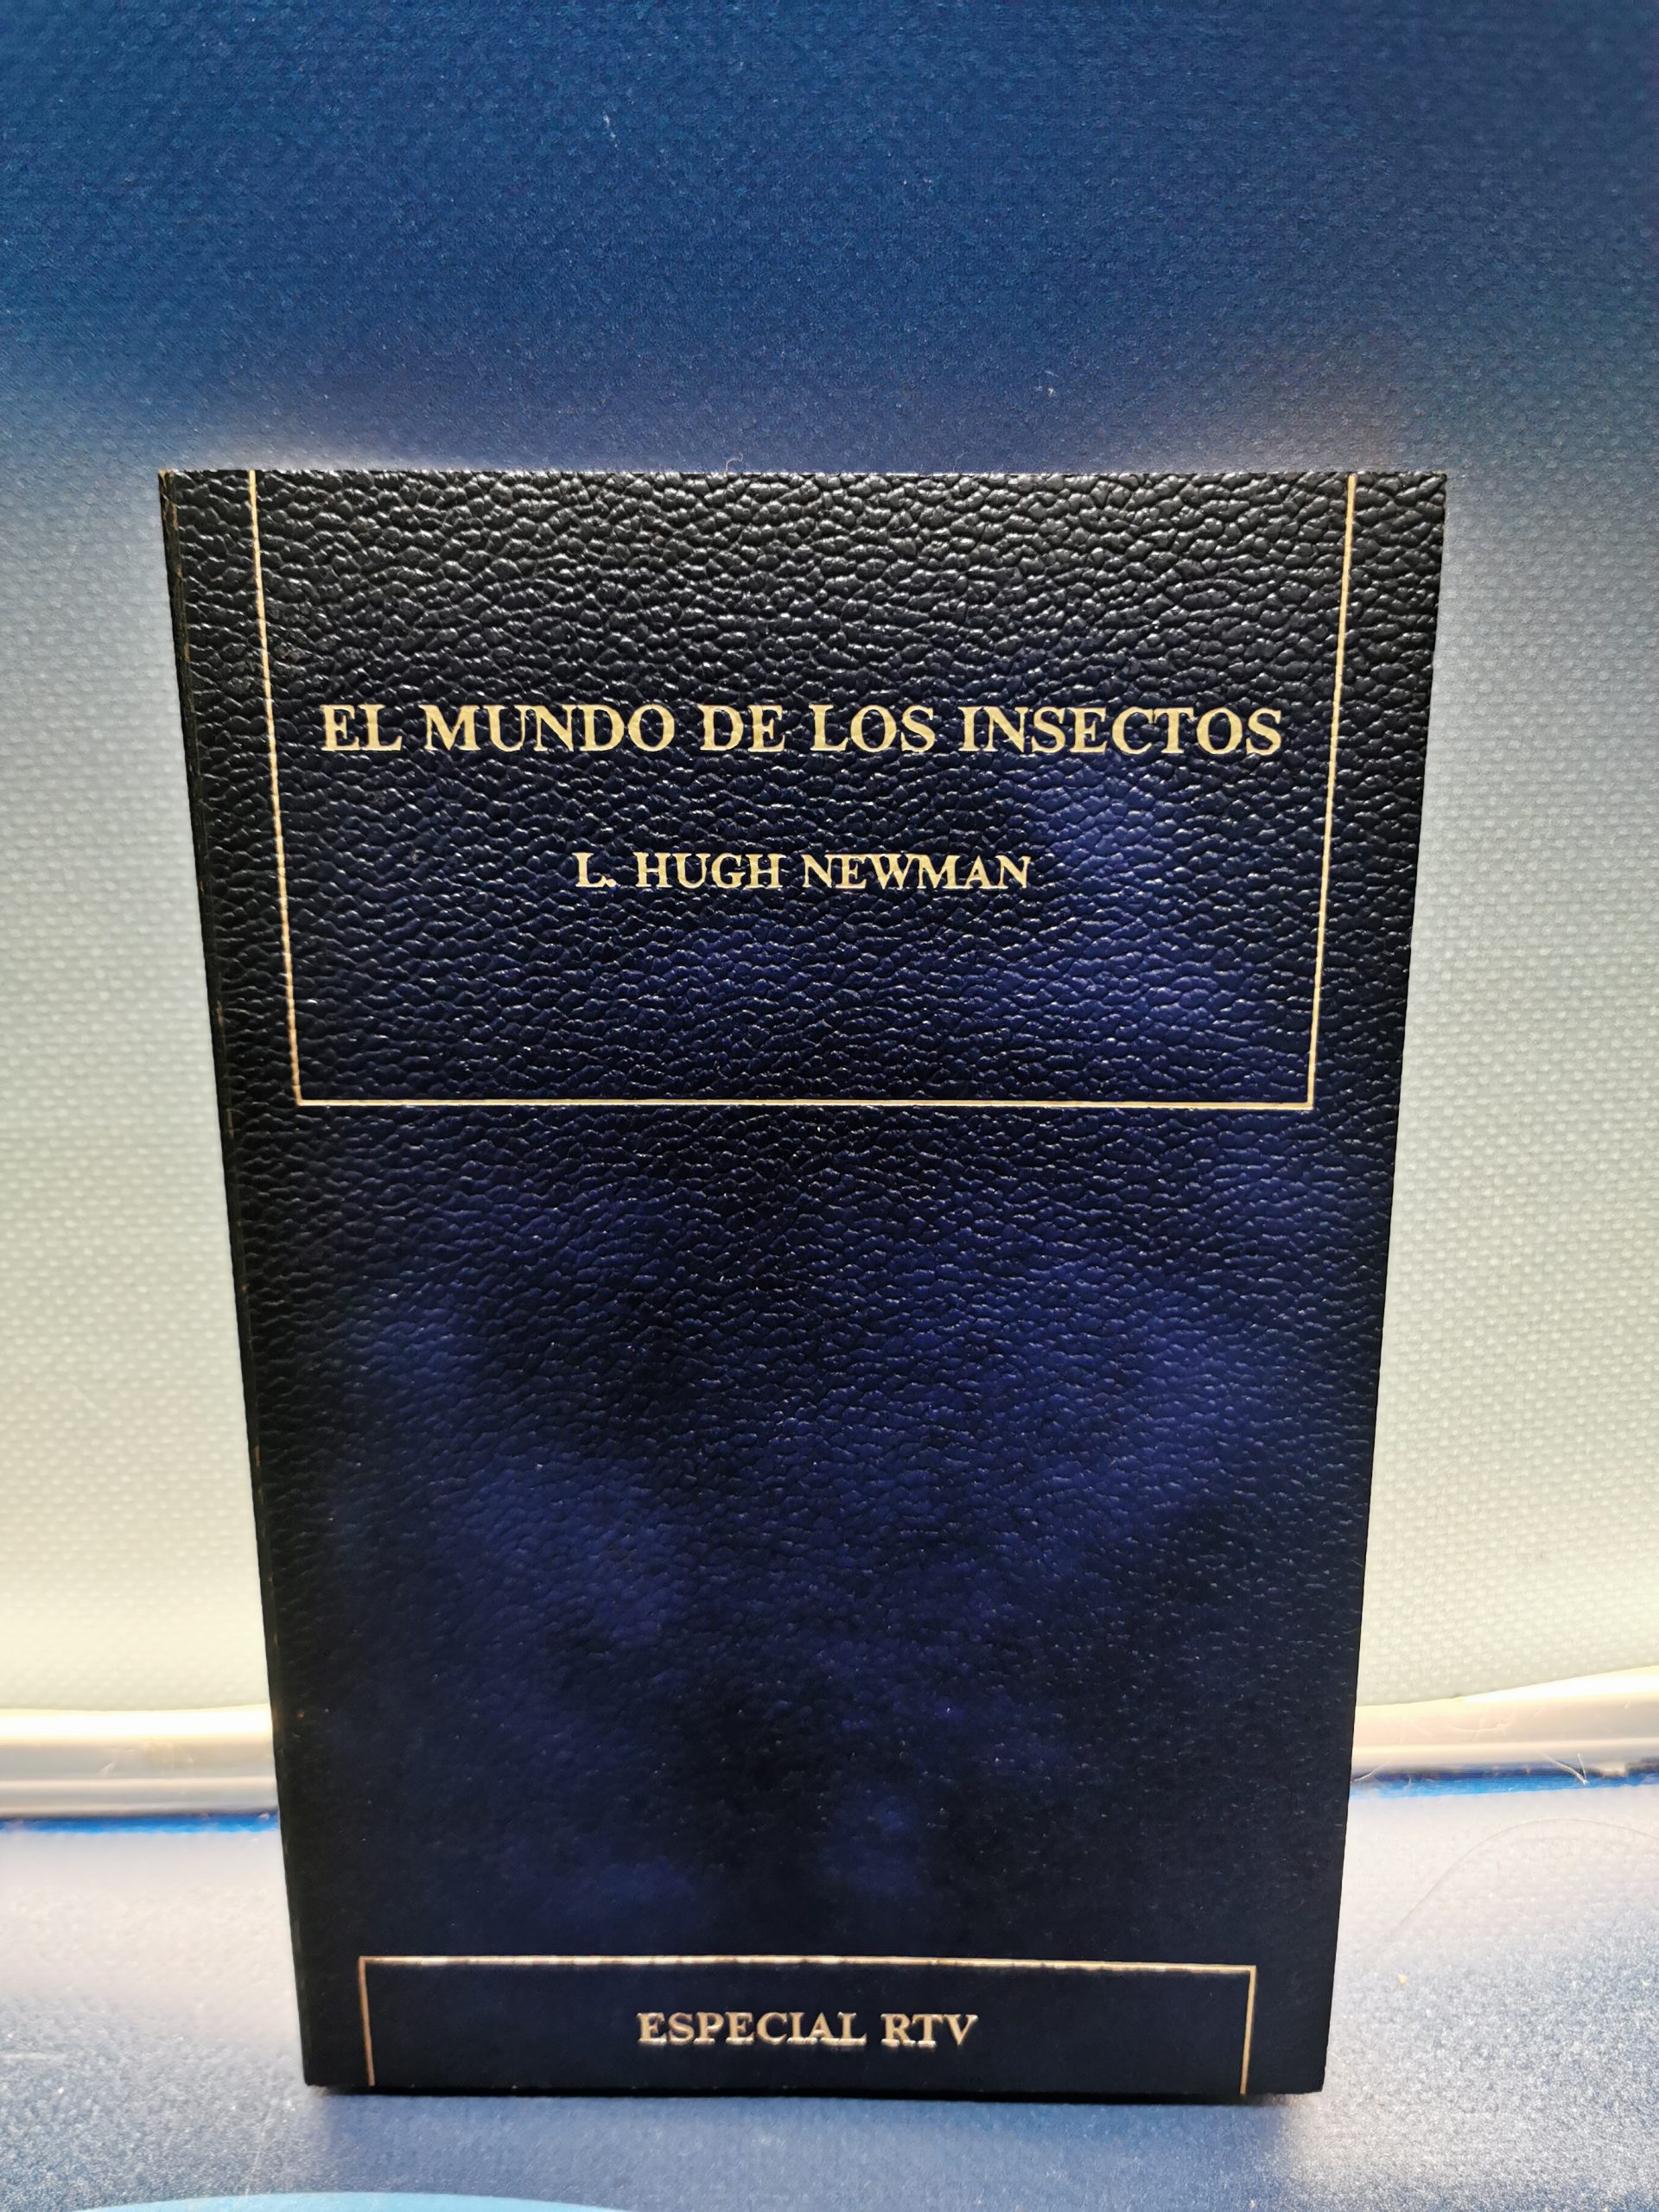 EL MUNDO DE LOS INSECTOS
L. HUGH NEWMAN
ESPECIAL RTV